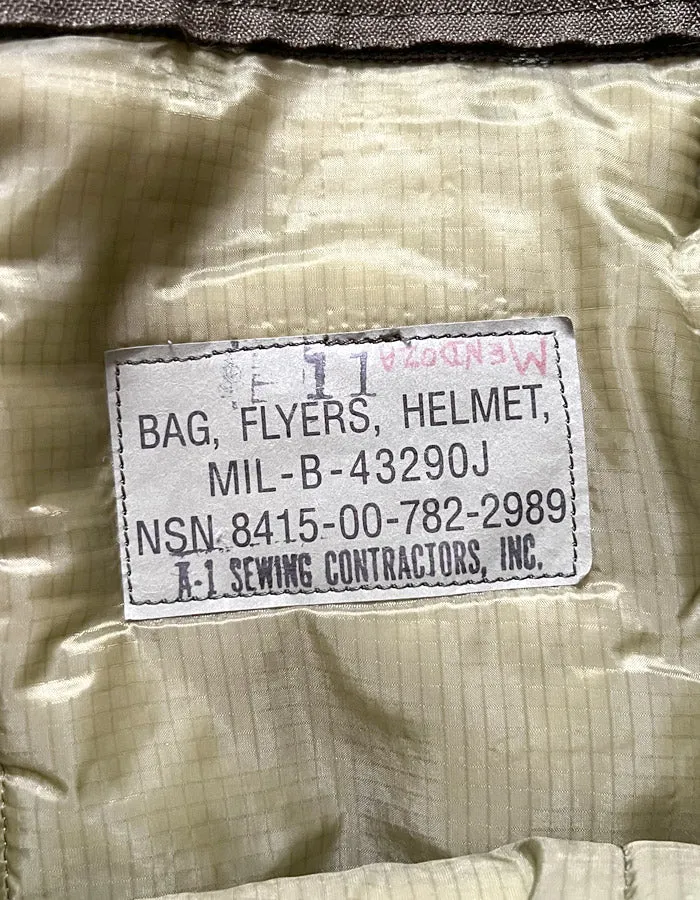 11 MENDOZA
BAG, FLYERS, HELMET,
MIL-B-43290J
NSN 8415-00-782-2989
A-1 SEWING CONTRACTORS, INC.